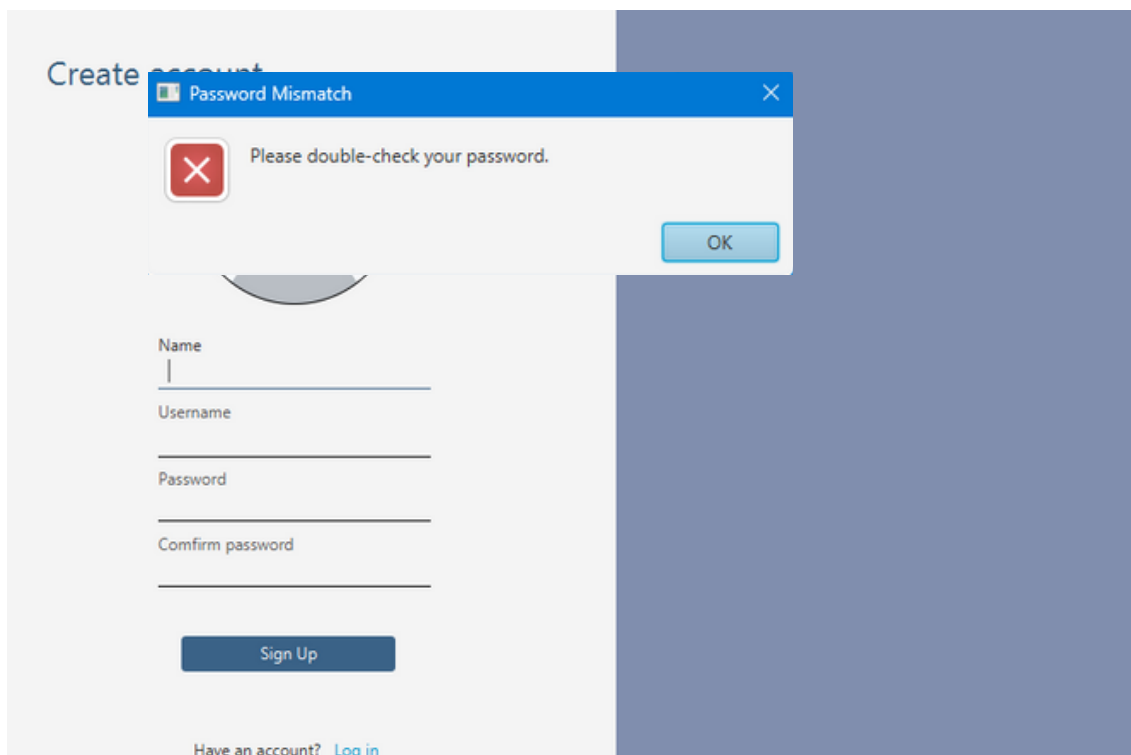 Create account
Password Mismatch
Please double-check your password.
OK
Name
Username
Password
Comfirm password
Sign Up
Have an account? Log in